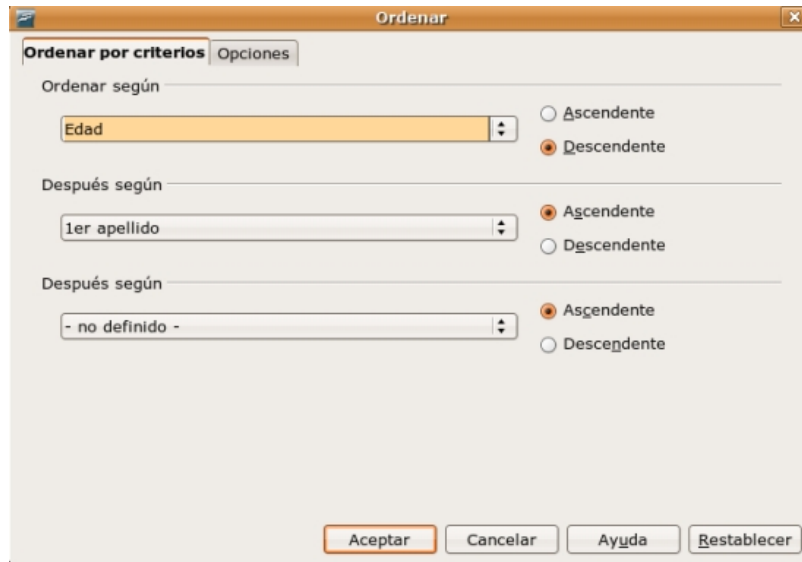 Ordenar
Ordenar por criterios Opciones
Ordenar según
Edad
Ascendente
Descendente
Después según
1er apellido
Ascendente
Descendente
Después según
- no definido -
Ascendente
Descendente
Aceptar Cancelar Ayuda Restablecer